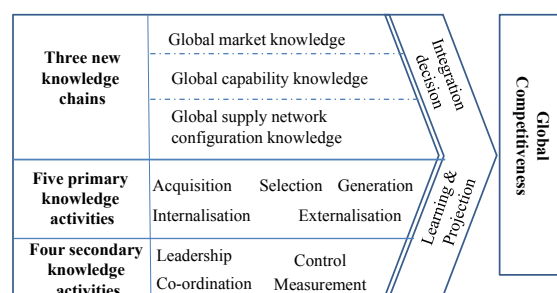 Three new
knowledge
chains
Global market knowledge
Global capability knowledge
Global supply network
configuration knowledge
Integration
decision
Five primary
knowledge
activities
Acquisition Selection Generation
Internalisation Externalisation
Learning &
Projection
Four secondary
knowledge
activities
Leadership Control
Co-ordination Measurement
Global
Competitiveness